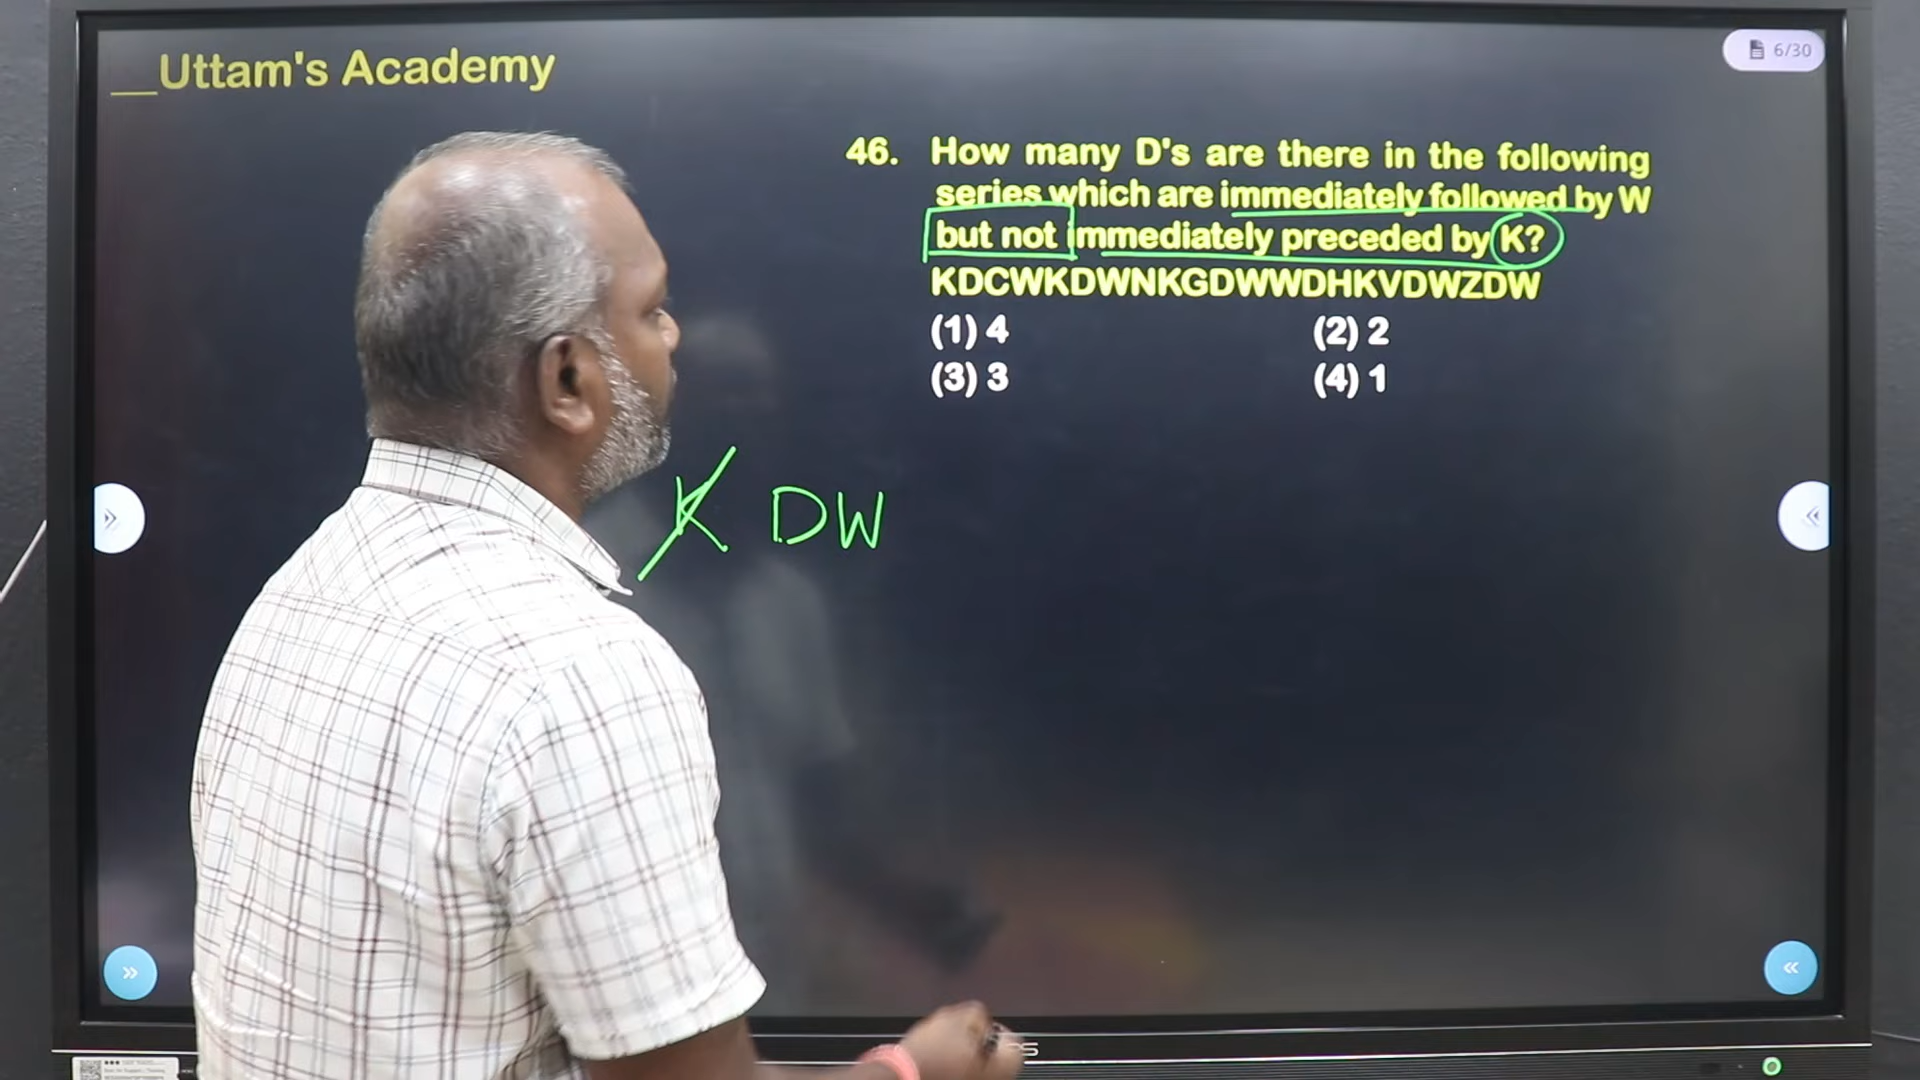 __Uttam's Academy
6/30
46. How many D's are there in the following
series which are immediately followed by W
but not immediately preceded by K?
KDCWKDWNKGDWWDHKVDWZDW
(1) 4 (2) 2
(3) 3 (4) 1
K DW